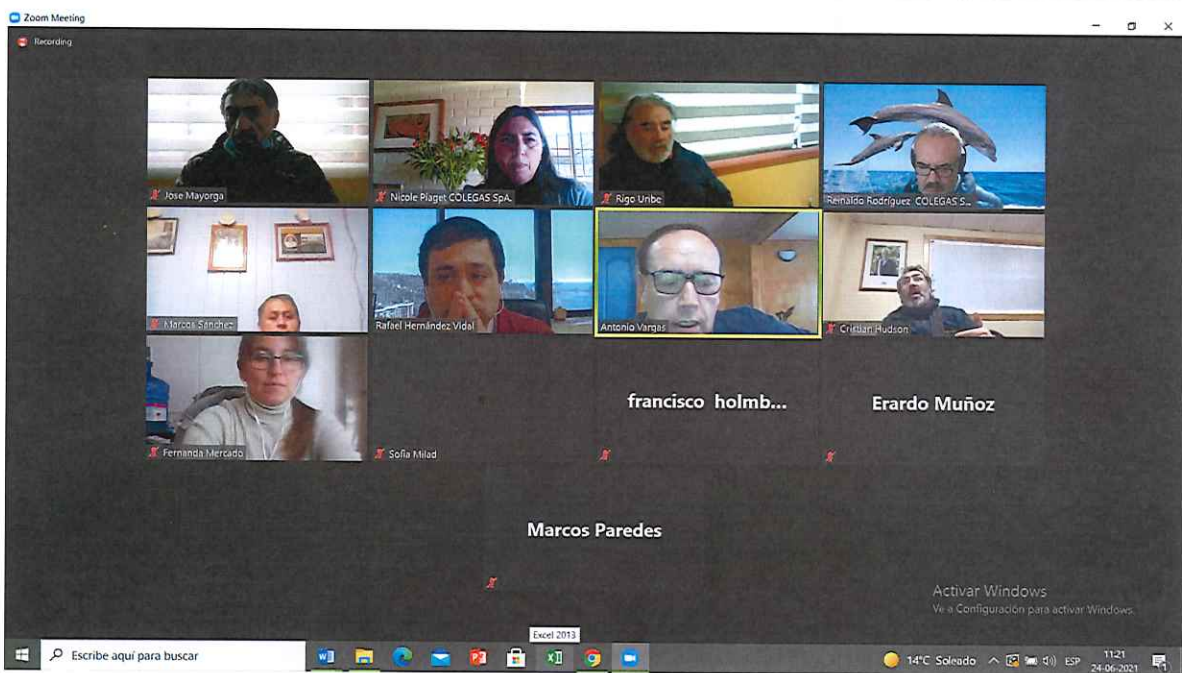 Zoom Meeting
Recording
Jose Mayorga
Nicole Piaget COLEGAS SpA.
Rigo Uribe
Reinaldo Rodríguez COLEGAS S...
Marcos Sanchez
Rafael Hernández Vidal
Antonio Vargas
Cristian Hudson
Fernanda Mercado
Sofía Milad
francisco holmb...
Erardo Muñoz
Marcos Paredes
Activar Windows
Ve a Configuración para activar Windows.
Excel 2013
Escribe aquí para buscar
14°C Soleado
ESP
11:21
24-06-2021